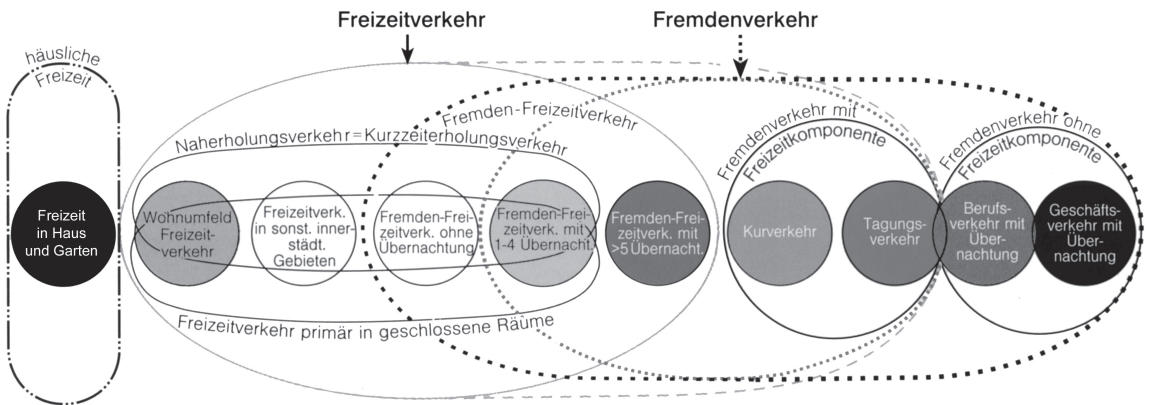 Freizeitverkehr
Fremdenverkehr
häusliche
Freizeit
Fremden-Freizeitverkehr
Naherholungsverkehr=Kurzzeiterholungsverkehr
Fremdenverkehr mit
Freizeitkomponente
Fremdenverkehr ohne
Freizeitkomponente
Freizeit
in Haus
und Garten
Wohnumfeld
Freizeit-
verkehr
Freizeitverk.
in sonst. inner-
städt.
Gebieten
Fremden-Frei-
zeitverk. ohne
Übernachtung
Fremden-Frei-
zeitverk. mit
1-4 Übernacht.
Fremden-Frei-
zeitverk. mit
>5 Übernacht.
Kurverkehr
Tagungs-
verkehr
Berufs-
verkehr mit
Über-
nachtung
Geschäfts-
verkehr mit
Über-
nachtung
Freizeitverkehr primär in geschlossene Räume